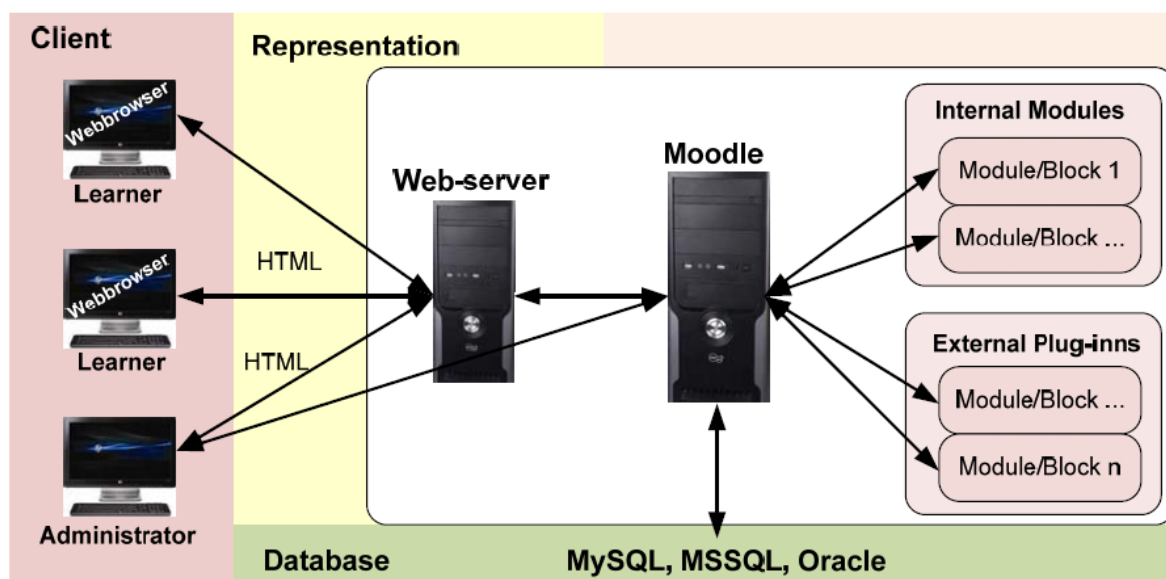 Client
Representation
Webbrowser
Learner
Webbrowser
Learner
Administrator
HTML
HTML
Web-server
Moodle
Internal Modules
Module/Block 1
Module/Block ...
External Plug-inns
Module/Block ...
Module/Block n
Database
MySQL, MSSQL, Oracle